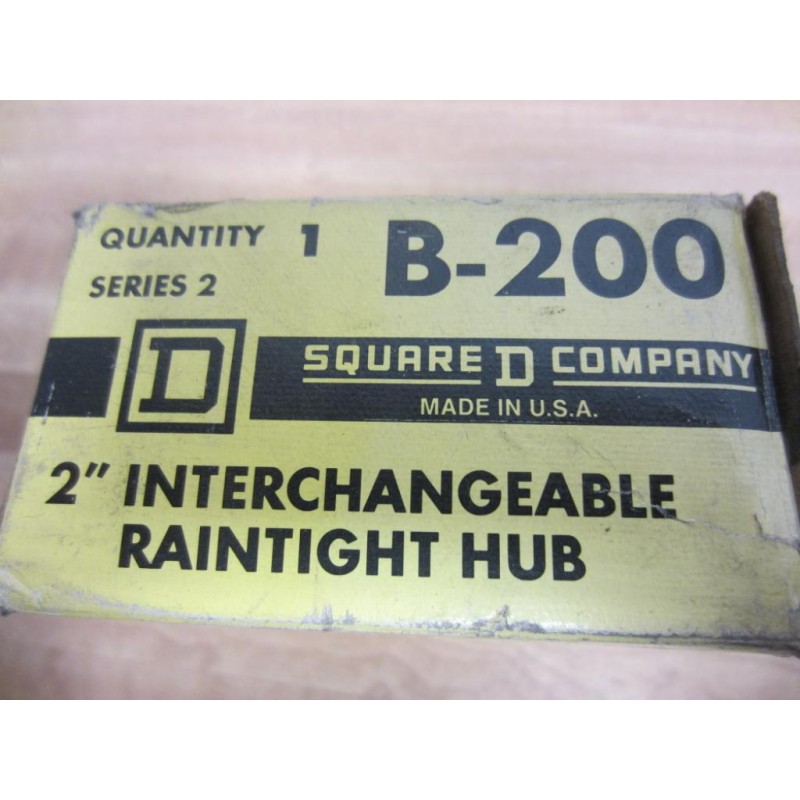 QUANTITY 1 B-200
SERIES 2
D SQUARE D COMPANY
MADE IN U.S.A.
2" INTERCHANGEABLE
RAINTIGHT HUB